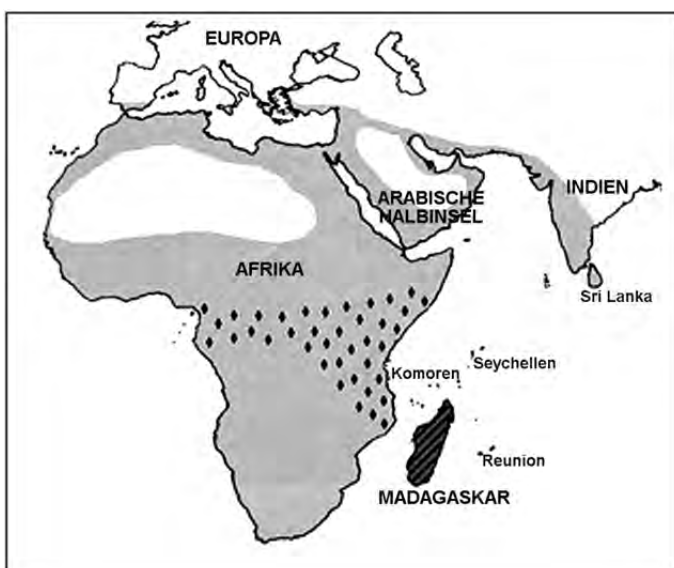 EUROPA
ARABISCHE
HALBINSEL
INDIEN
AFRIKA
Sri Lanka
Komoren
Seychellen
Reunion
MADAGASKAR